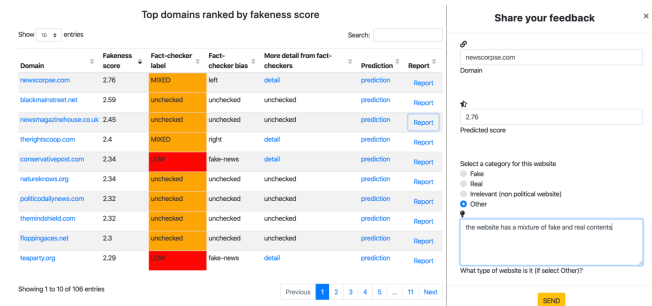 Top domains ranked by fakeness score
Show 10 entries
Search:
Domain Fakeness score Fact-checker label Fact-checker bias More detail from fact-checkers Prediction Report
newscorpse.com 2.76 MIXED left detail prediction Report
blackmainstreet.net 2.59 unchecked unchecked unchecked prediction Report
newsmagazinehouse.co.uk 2.45 unchecked unchecked unchecked prediction Report
therightscoop.com 2.4 MIXED right detail prediction Report
conservativepost.com 2.34 LOW fake-news detail prediction Report
natureknows.org 2.34 unchecked unchecked unchecked prediction Report
politicodailynews.com 2.32 unchecked unchecked unchecked prediction Report
themindshield.com 2.32 unchecked unchecked unchecked prediction Report
floppingaces.net 2.3 unchecked unchecked unchecked prediction Report
teaparty.org 2.29 LOW fake-news detail prediction Report
Showing 1 to 10 of 106 entries
Previous 1 2 3 4 5 ... 11 Next
Share your feedback ×
newscorpse.com
Domain
2.76
Predicted score
Select a category for this website
Fake
Real
Irrelevant (non political website)
Other
the website has a mixture of fake and real contents
What type of website is it (if select Other)?
SEND